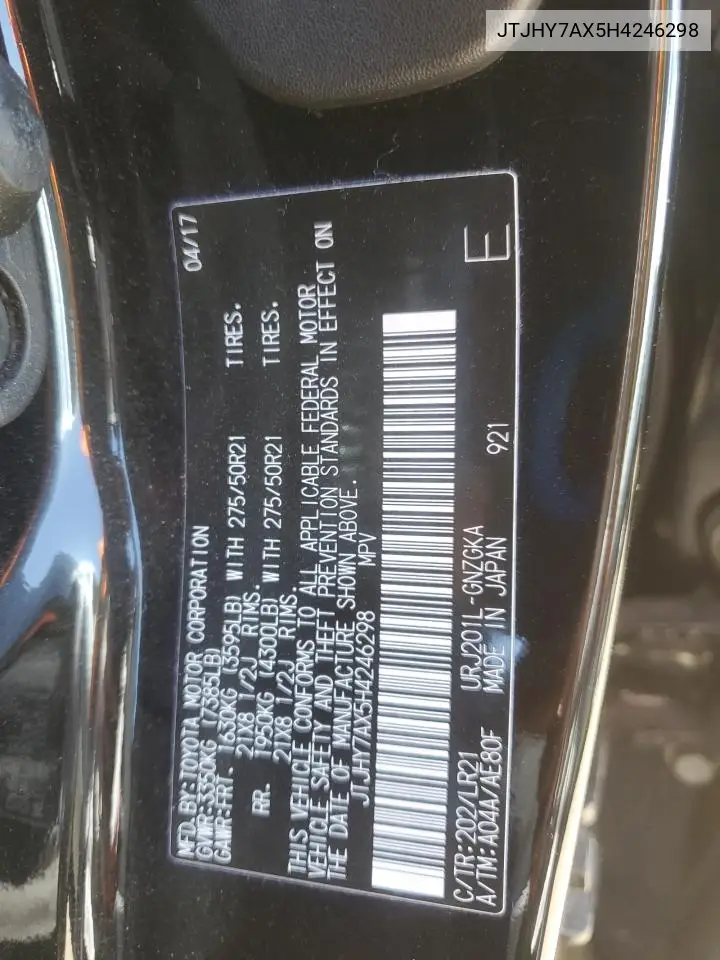 JTJHY7AX5H4246298
MFD. BY: TOYOTA MOTOR CORPORATION 04/17
GVWR: 3350KG (7385LB)
GAWR: FRT. 1630KG (3595LB) WITH 275/50R21 TIRES.
21X8 1/2J RIMS.
RR. 1950KG (4300LB) WITH 275/50R21 TIRES.
21X8 1/2J RIMS.
THIS VEHICLE CONFORMS TO ALL APPLICABLE FEDERAL MOTOR
VEHICLE SAFETY AND THEFT PREVENTION STANDARDS IN EFFECT ON
THE DATE OF MANUFACTURE SHOWN ABOVE.
JTJHY7AX5H4246298 MPV
C/TR: 202/LR21 URJ201L-GNZGKA E
A/TM: A04A/AE80F MADE IN JAPAN 921